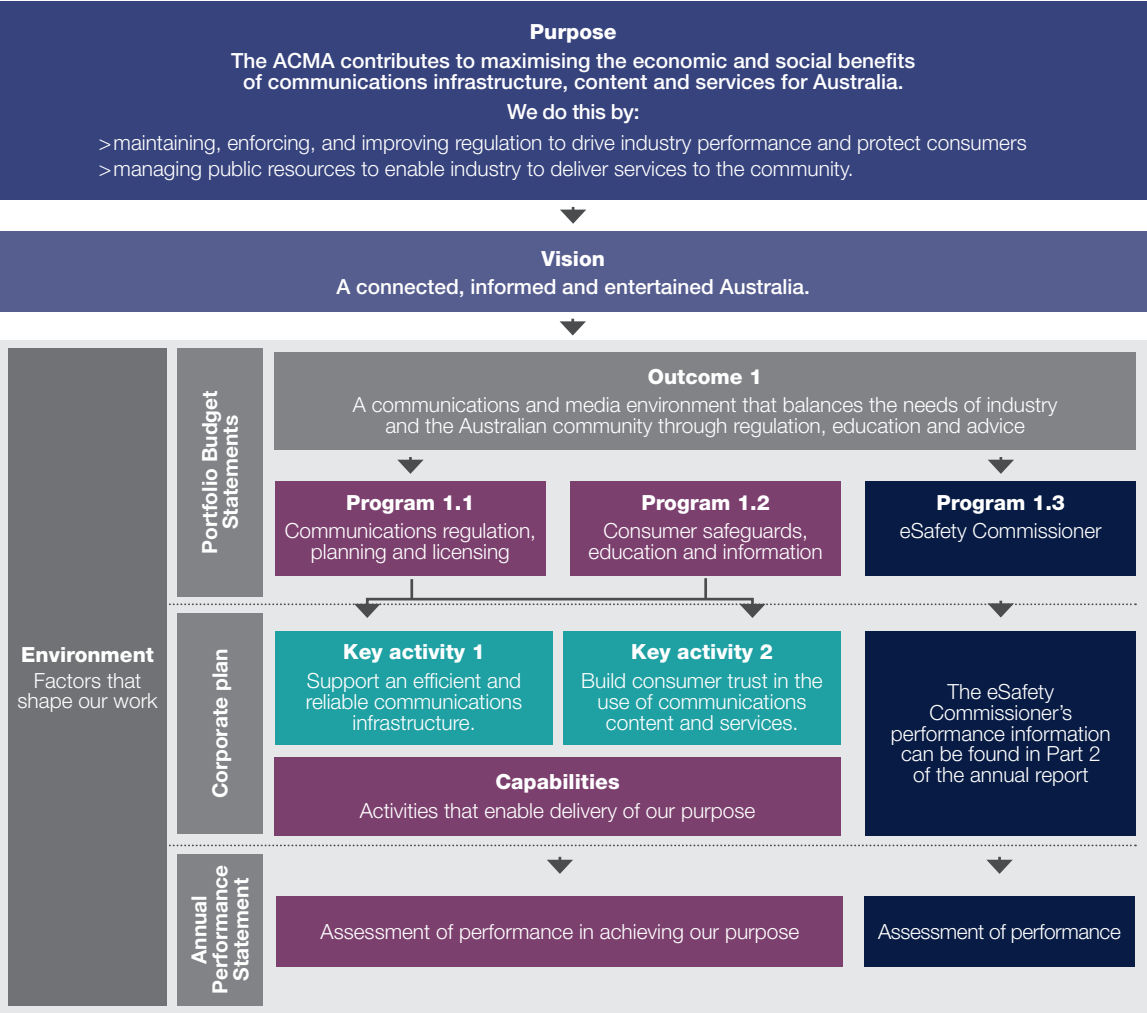 Purpose
The ACMA contributes to maximising the economic and social benefits
of communications infrastructure, content and services for Australia.
We do this by:
>maintaining, enforcing, and improving regulation to drive industry performance and protect consumers
>managing public resources to enable industry to deliver services to the community.
Vision
A connected, informed and entertained Australia.
Environment
Factors that
shape our work
Portfolio Budget
Statements
Outcome 1
A communications and media environment that balances the needs of industry
and the Australian community through regulation, education and advice
Program 1.1
Communications regulation,
planning and licensing
Program 1.2
Consumer safeguards,
education and information
Program 1.3
eSafety Commissioner
Corporate plan
Key activity 1
Support an efficient and
reliable communications
infrastructure.
Key activity 2
Build consumer trust in the
use of communications
content and services.
The eSafety
Commissioner's
performance information
can be found in Part 2
of the annual report
Capabilities
Activities that enable delivery of our purpose
Annual
Performance
Statement
Assessment of performance in achieving our purpose
Assessment of performance